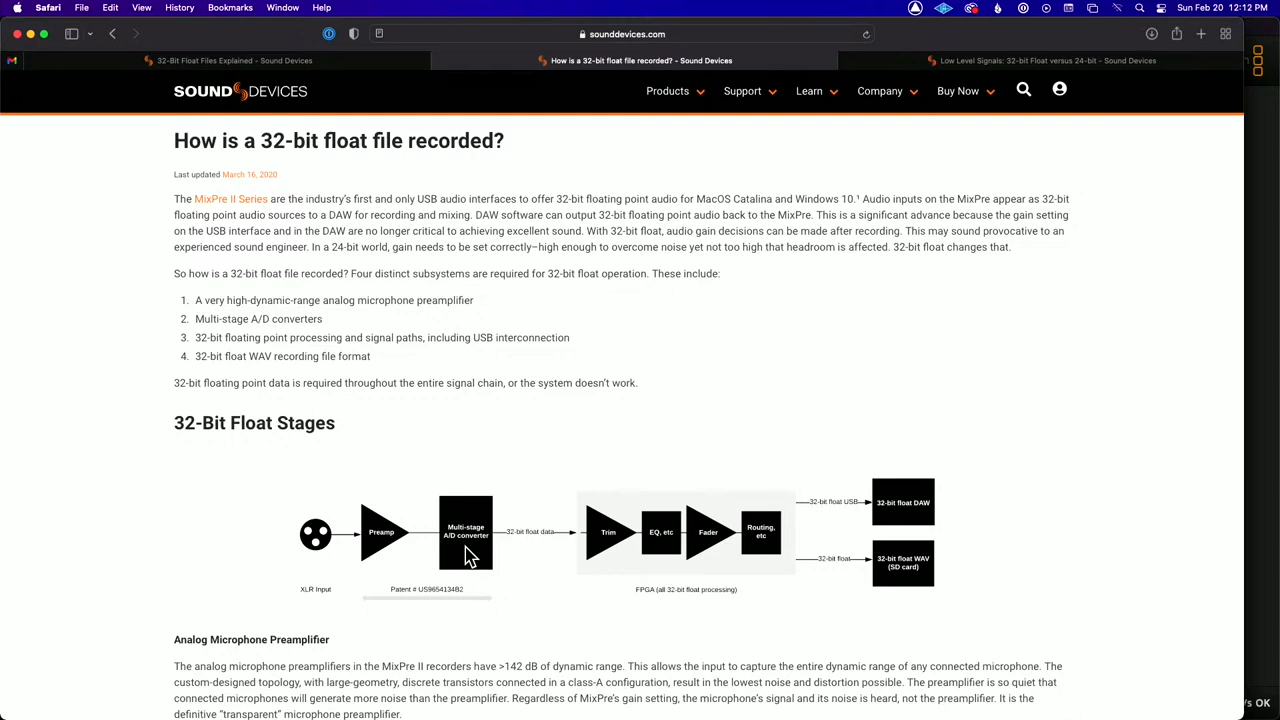 Safari File Edit View History Bookmarks Window Help
sounddevices.com
32-Bit Float Files Explained - Sound Devices
How is a 32-bit float file recorded? - Sound Devices
Low Level Signals: 32-bit Float versus 24-bit - Sound Devices
SOUND DEVICES
Products Support Learn Company Buy Now
How is a 32-bit float file recorded?
Last updated March 16, 2020
The MixPre II Series are the industry’s first and only USB audio interfaces to offer 32-bit floating point audio for MacOS Catalina and Windows 10.¹ Audio inputs on the MixPre appear as 32-bit
floating point audio sources to a DAW for recording and mixing. DAW software can output 32-bit floating point audio back to the MixPre. This is a significant advance because the gain setting
on the USB interface and in the DAW are no longer critical to achieving excellent sound. With 32-bit float, audio gain decisions can be made after recording. This may sound provocative to an
experienced sound engineer. In a 24-bit world, gain needs to be set correctly–high enough to overcome noise yet not too high that headroom is affected. 32-bit float changes that.
So how is a 32-bit float file recorded? Four distinct subsystems are required for 32-bit float operation. These include:
1. A very high-dynamic-range analog microphone preamplifier
2. Multi-stage A/D converters
3. 32-bit floating point processing and signal paths, including USB interconnection
4. 32-bit float WAV recording file format
32-bit floating point data is required throughout the entire signal chain, or the system doesn’t work.
32-Bit Float Stages
XLR Input
Preamp
Multi-stage
A/D converter
Patent # US9654134B2
32-bit float data
Trim
EQ, etc
Fader
Routing,
etc
FPGA (all 32-bit float processing)
32-bit float USB
32-bit float DAW
32-bit float
32-bit float WAV
(SD card)
Analog Microphone Preamplifier
The analog microphone preamplifiers in the MixPre II recorders have >142 dB of dynamic range. This allows the input to capture the entire dynamic range of any connected microphone. The
custom-designed topology, with large-geometry, discrete transistors connected in a class-A configuration, result in the lowest noise and distortion possible. The preamplifier is so quiet that
connected microphones will generate more noise than the preamplifier. Regardless of MixPre’s gain setting, the microphone’s signal and its noise is heard, not the preamplifier. It is the
definitive “transparent” microphone preamplifier.